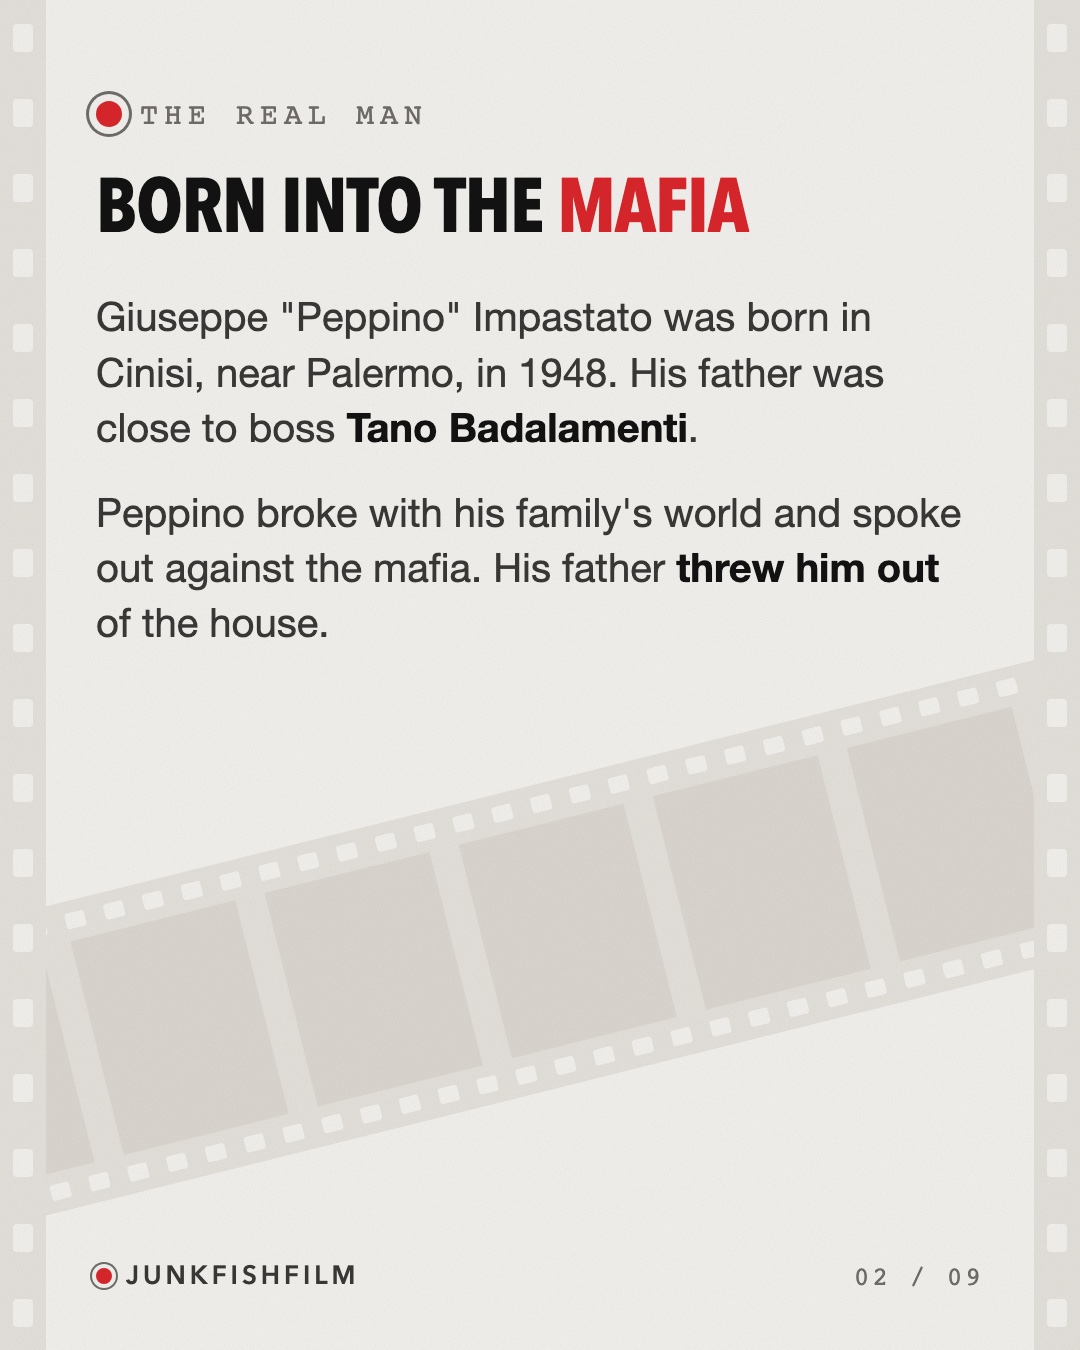 THE REAL MAN
BORN INTO THE MAFIA
Giuseppe "Peppino" Impastato was born in
Cinisi, near Palermo, in 1948. His father was
close to boss Tano Badalamenti.
Peppino broke with his family's world and spoke
out against the mafia. His father threw him out
of the house.
JUNKFISHFILM
02 / 09